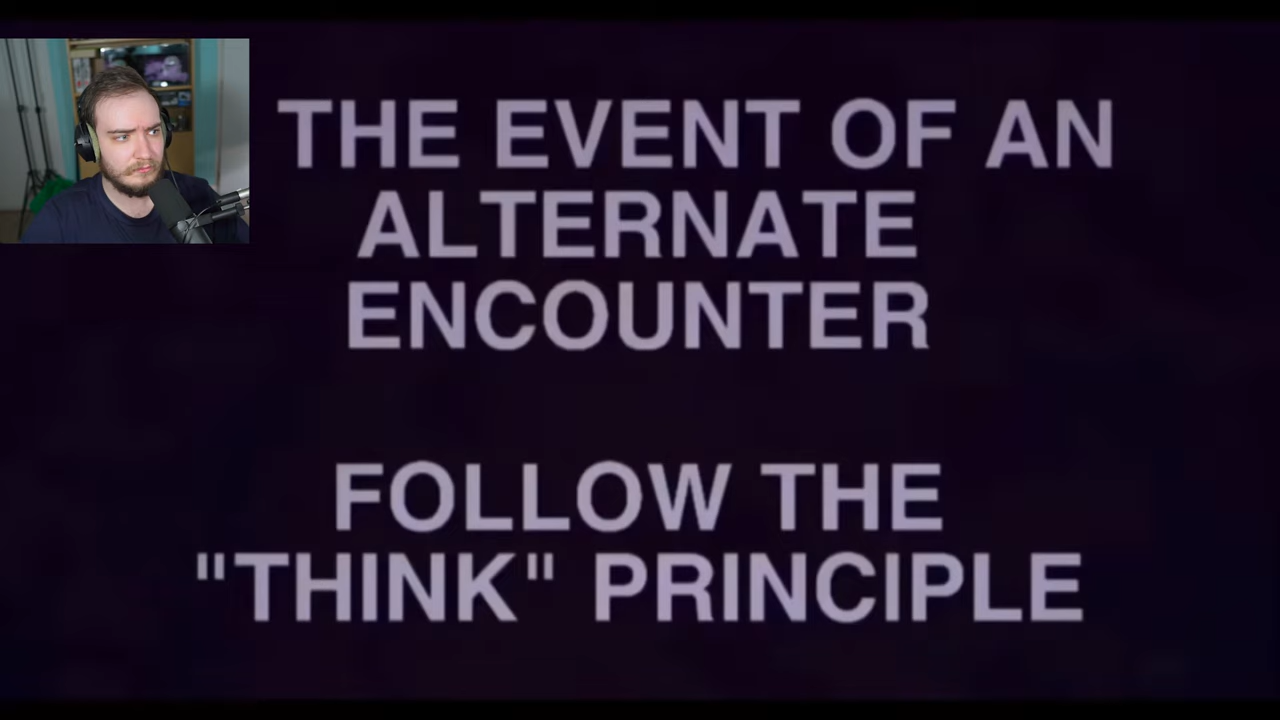 THE EVENT OF AN
ALTERNATE
ENCOUNTER
FOLLOW THE
"THINK" PRINCIPLE